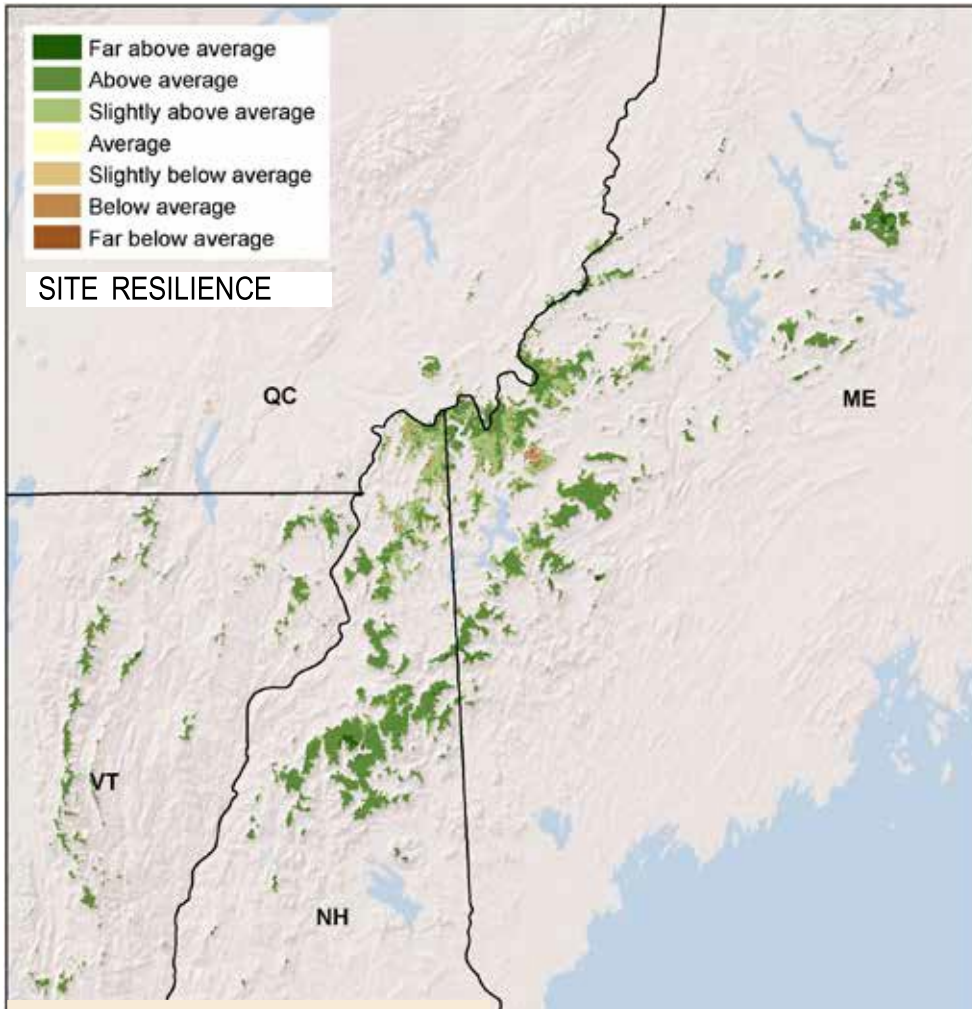 Far above average
Above average
Slightly above average
Average
Slightly below average
Below average
Far below average
SITE RESILIENCE
QC
ME
VT
NH